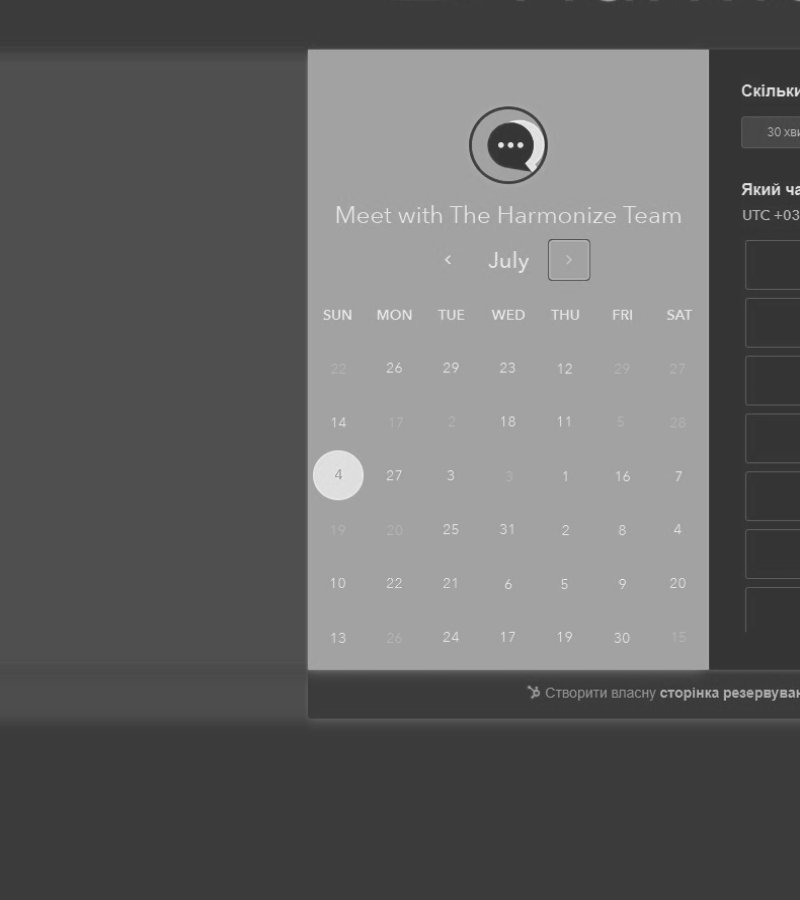 Скільки
Meet with The Harmonize Team
July
SUN MON TUE WED THU FRI SAT
22 26 29 23 12 29 27
14 17 2 18 11 5 28
4 27 3 3 1 16 7
19 20 25 31 2 8 4
10 22 21 6 5 9 20
13 26 24 17 19 30 15
30 хви
Який ча
UTC +03
Створити власну сторінка резервуван